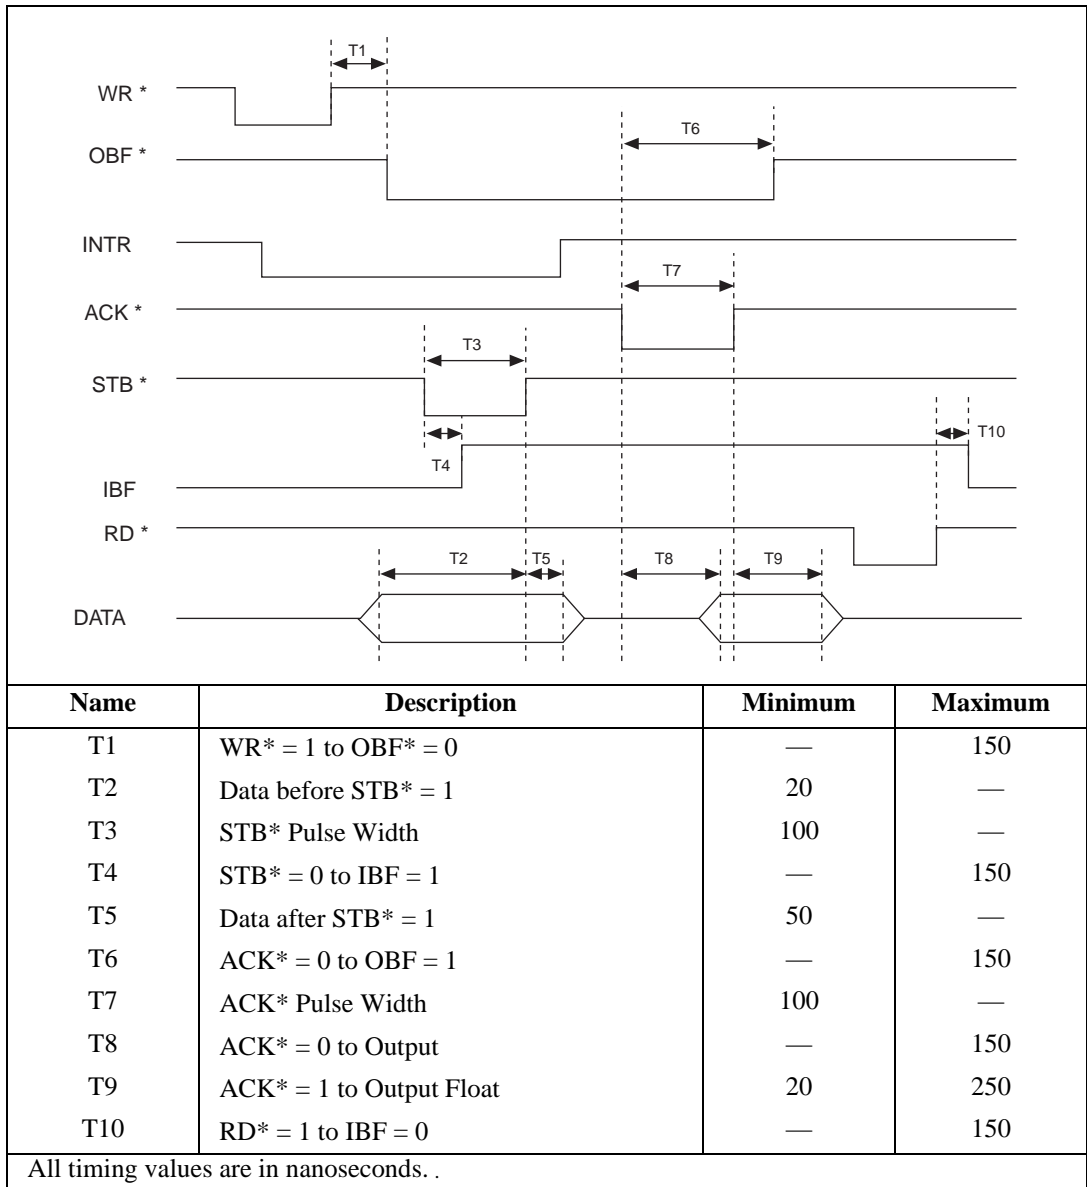 T1
WR *
T6
OBF *
INTR
T7
ACK *
T3
STB *
T10
T4
IBF
RD *
T2 T5 T8 T9
DATA
Name Description Minimum Maximum
T1 WR* = 1 to OBF* = 0 — 150
T2 Data before STB* = 1 20 —
T3 STB* Pulse Width 100 —
T4 STB* = 0 to IBF = 1 — 150
T5 Data after STB* = 1 50 —
T6 ACK* = 0 to OBF = 1 — 150
T7 ACK* Pulse Width 100 —
T8 ACK* = 0 to Output — 150
T9 ACK* = 1 to Output Float 20 250
T10 RD* = 1 to IBF = 0 — 150
All timing values are in nanoseconds. .